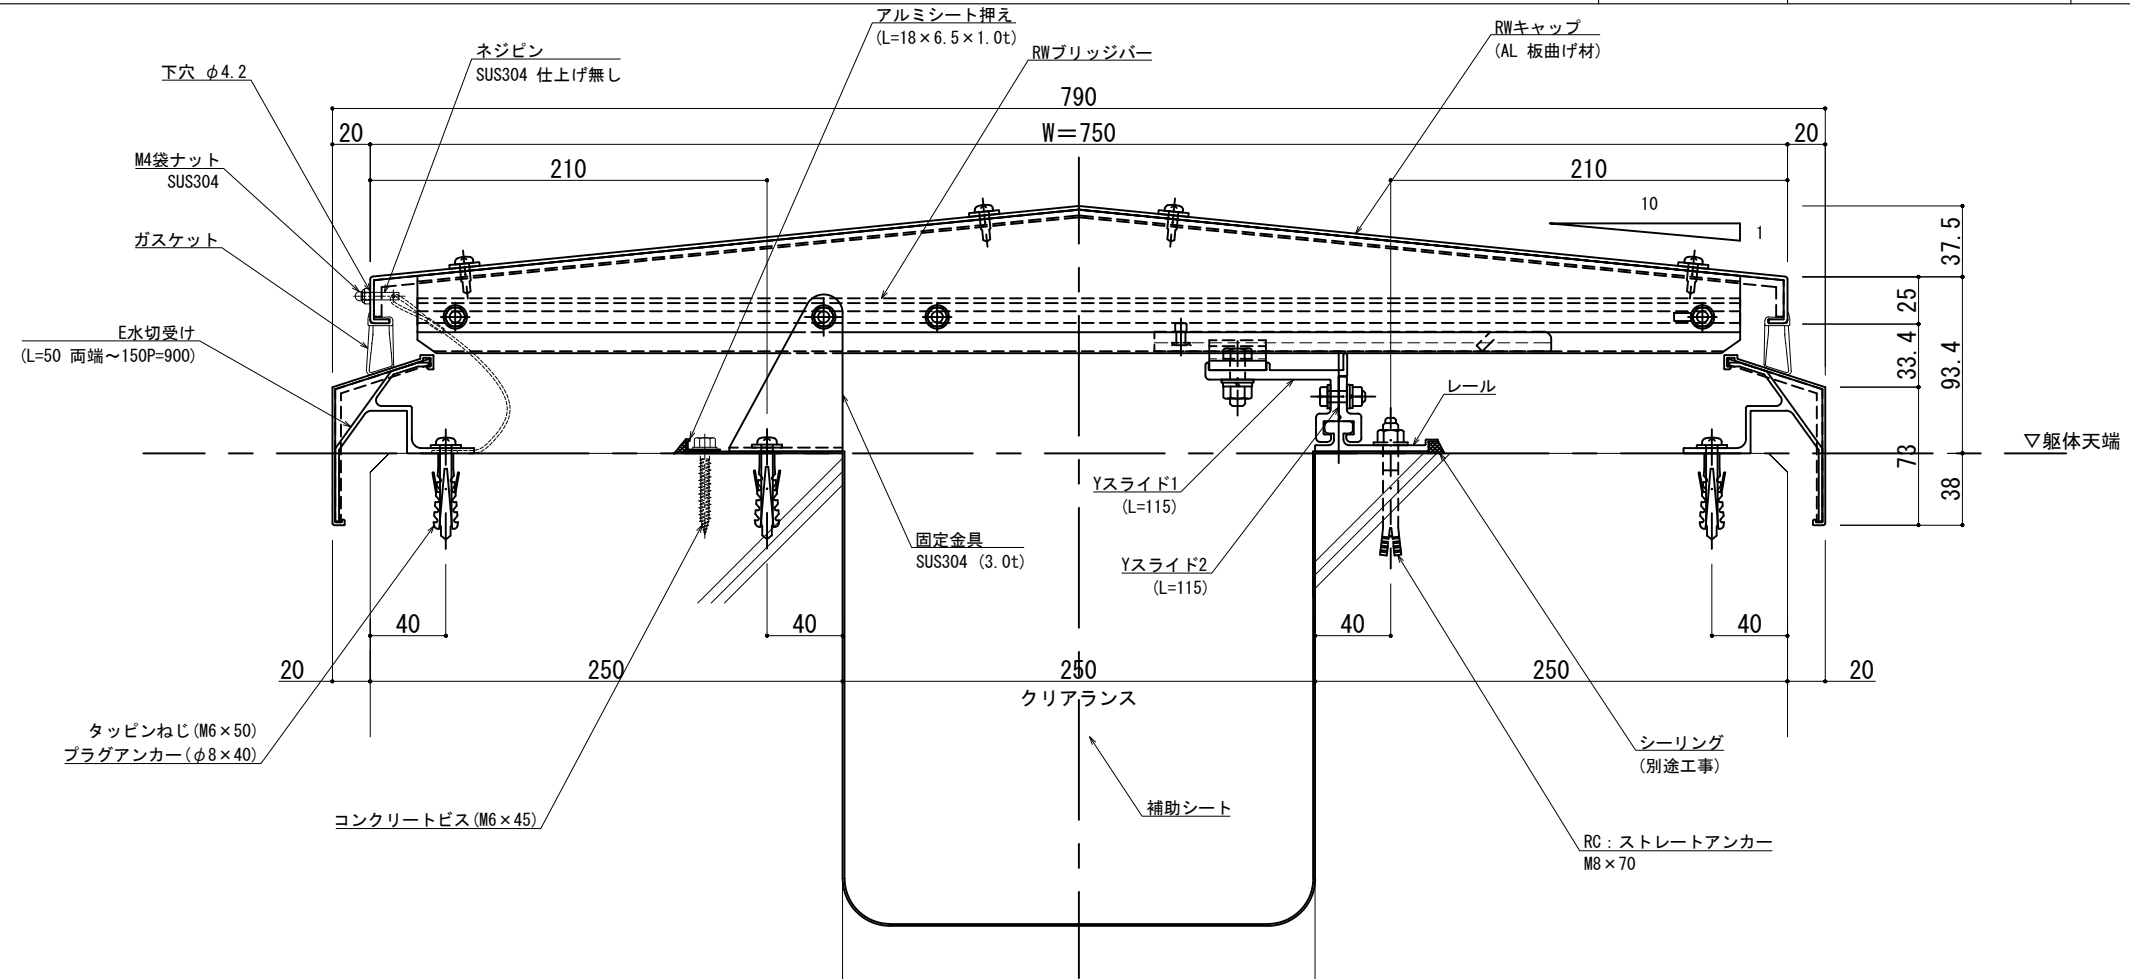 アルミシート押え
(L=18×6.5×1.0t)
RWキャップ
(AL 板曲げ材)
ネジピン
SUS304 仕上げ無し
RWブリッジバー
下穴 φ4.2
790
20
W=750
20
M4袋ナット
SUS304
210
210
10
1
37.5
ガスケット
25
E水切受け
(L=50 両端~150P=900)
33.4
93.4
レール
▽躯体天端
73
38
Yスライド1
(L=115)
固定金具
SUS304 (3.0t)
Yスライド2
(L=115)
40
40
40
40
20
250
250
250
20
クリアランス
タッピンねじ(M6×50)
プラグアンカー(φ8×40)
シーリング
(別途工事)
コンクリートビス(M6×45)
補助シート
RC:ストレートアンカー
M8×70